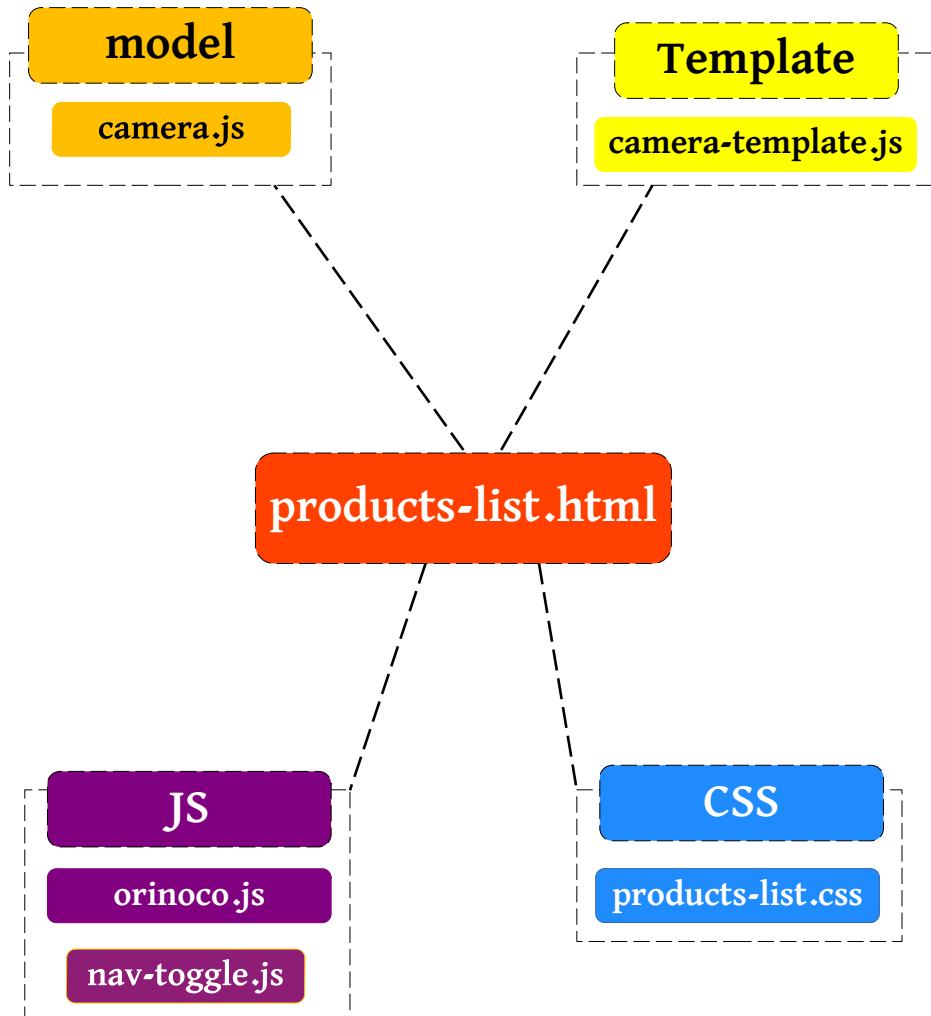 model
camera.js
Template
camera-template.js
products-list.html
JS
orinoco.js
nav-toggle.js
CSS
products-list.css